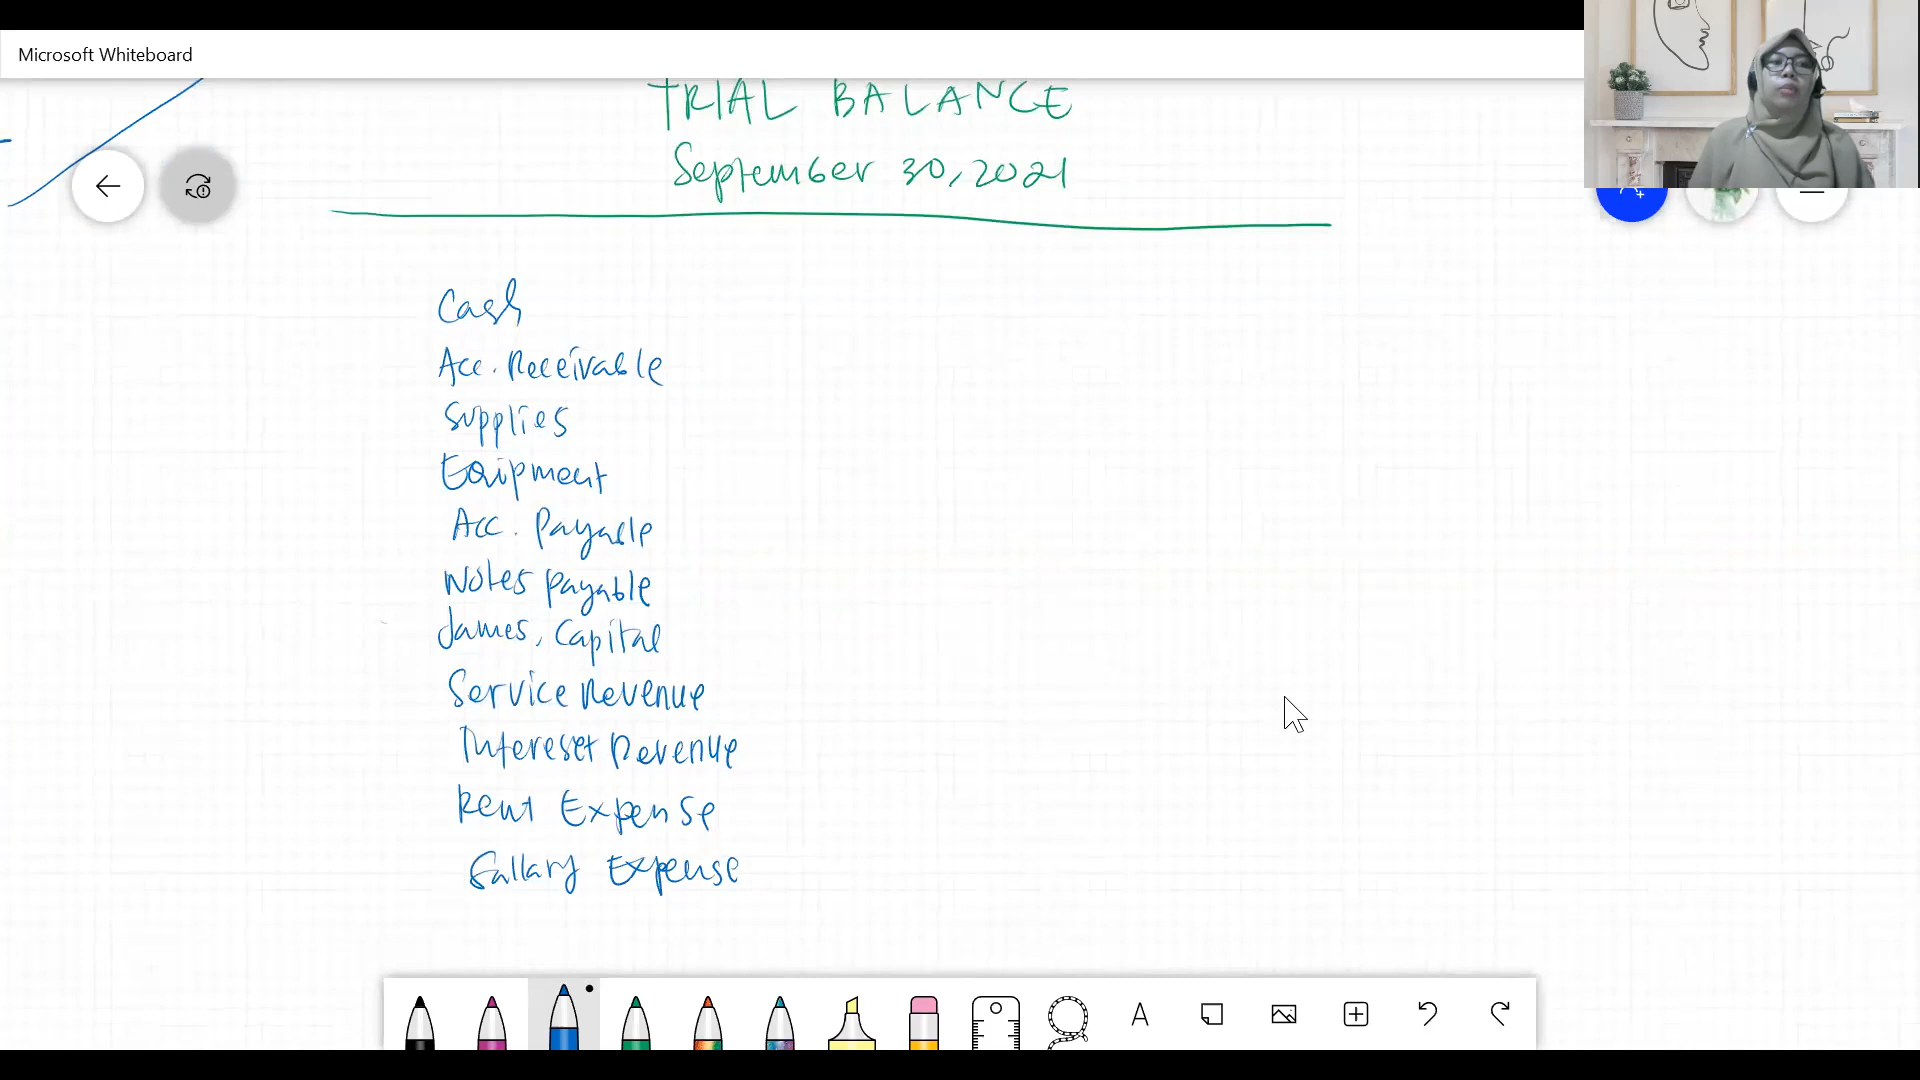 Microsoft Whiteboard
TRIAL BALANCE
September 30, 2021
Cash
Acc. Receivable
Supplies
Equipment
Acc. Payable
Notes payable
James, Capital
Service Revenue
Intereset Revenue
Rent Expense
Sallary Expense